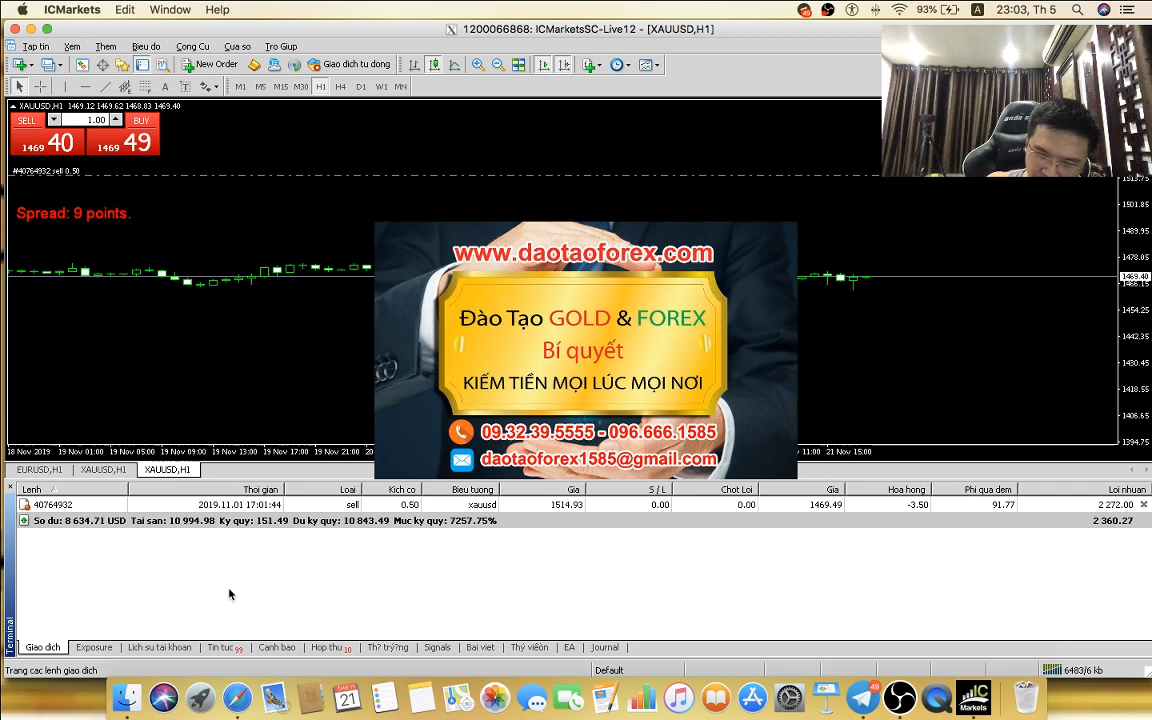 ICMarkets Edit Window Help 49 93% A 23:03, Th 5
1200066868: ICMarketsSC-Live12 - [XAUUSD,H1]
Tap tin Xem Them Bieu do Cong Cu Cua so Tro Giup
New Order Giao dich tu dong
A T M1 M5 M15 M30 H1 H4 D1 W1 MN
XAUUSD,H1 1469.12 1469.62 1468.03 1469.40
SELL 1.00 BUY
1469 40 1469 49
#40764932 sell 0.50
Spread: 9 points.
1513.75
1501.85
1489.95
1478.05
1469.40
1466.15
1454.25
1442.35
1430.45
1418.55
1406.65
1394.75
www.daotaoforex.com
Đào Tạo GOLD & FOREX
Bí quyết
KIẾM TIỀN MỌI LÚC MỌI NƠI
09.32.39.5555 - 096.666.1585
daotaoforex1585@gmail.com
18 Nov 2019 19 Nov 01:00 19 Nov 05:00 19 Nov 09:00 19 Nov 13:00 19 Nov 17:00 19 Nov 21:00 21 Nov 15:00
EURUSD,H1 XAUUSD,H1 XAUUSD,H1
Lenh Thoi gian Loai Kich co Bieu tuong Gia S / L Chot Loi Gia Hoa hong Phi qua dem Loi nhuan
40764932 2019.11.01 17:01:44 sell 0.50 xauusd 1514.93 0.00 0.00 1469.49 -3.50 91.77 2 272.00
So du: 8 634.71 USD Tai san: 10 994.98 Ky quy: 151.49 Du ky quy: 10 843.49 Muc ky quy: 7257.75% 2 360.27
Terminal
Giao dich Exposure Lich su tai khoan Tin tuc 99 Canh bao Hop thu 10 Th? trý?ng Signals Bai viet Thý viêòn EA Journal
Trang cac lenh giao dich Default 6483/6 kb
21
49
IC Markets